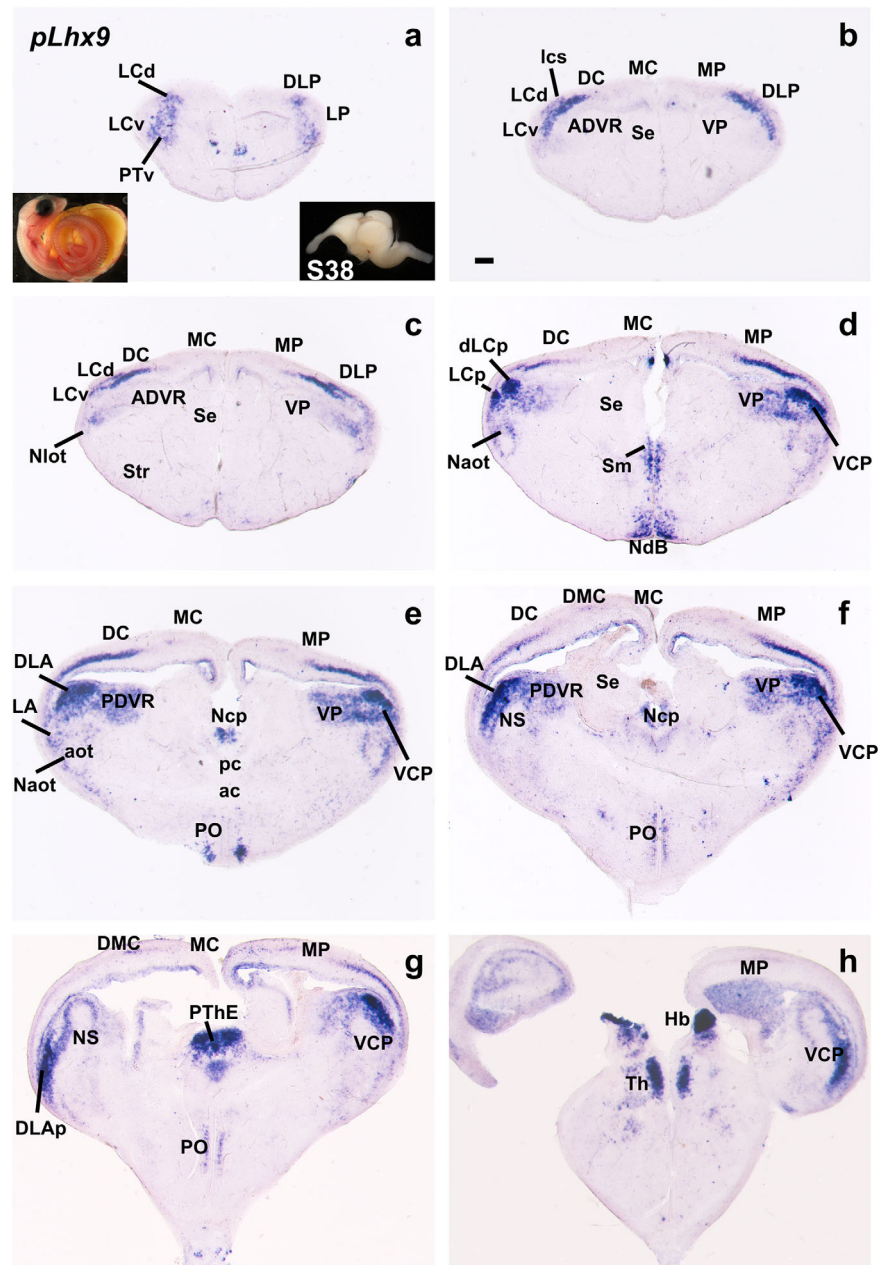 pLhx9
a
LCd
DLP
LCv
LP
PTv
S38
b
lcs
DC
MC
MP
LCd
DLP
LCv
ADVR
Se
VP
c
MC
DC
MP
LCd
DLP
LCv
ADVR
Se
VP
Nlot
Str
d
MC
dLCp
DC
MP
LCp
Se
VP
Naot
Sm
VCP
NdB
e
MC
DC
MP
DLA
PDVR
LA
Ncp
VP
aot
Naot
pc
VCP
ac
PO
f
DMC
MC
DC
MP
DLA
PDVR
Se
VP
NS
Ncp
VCP
PO
g
DMC
MC
MP
PThE
NS
VCP
DLAp
PO
h
MP
Hb
VCP
Th